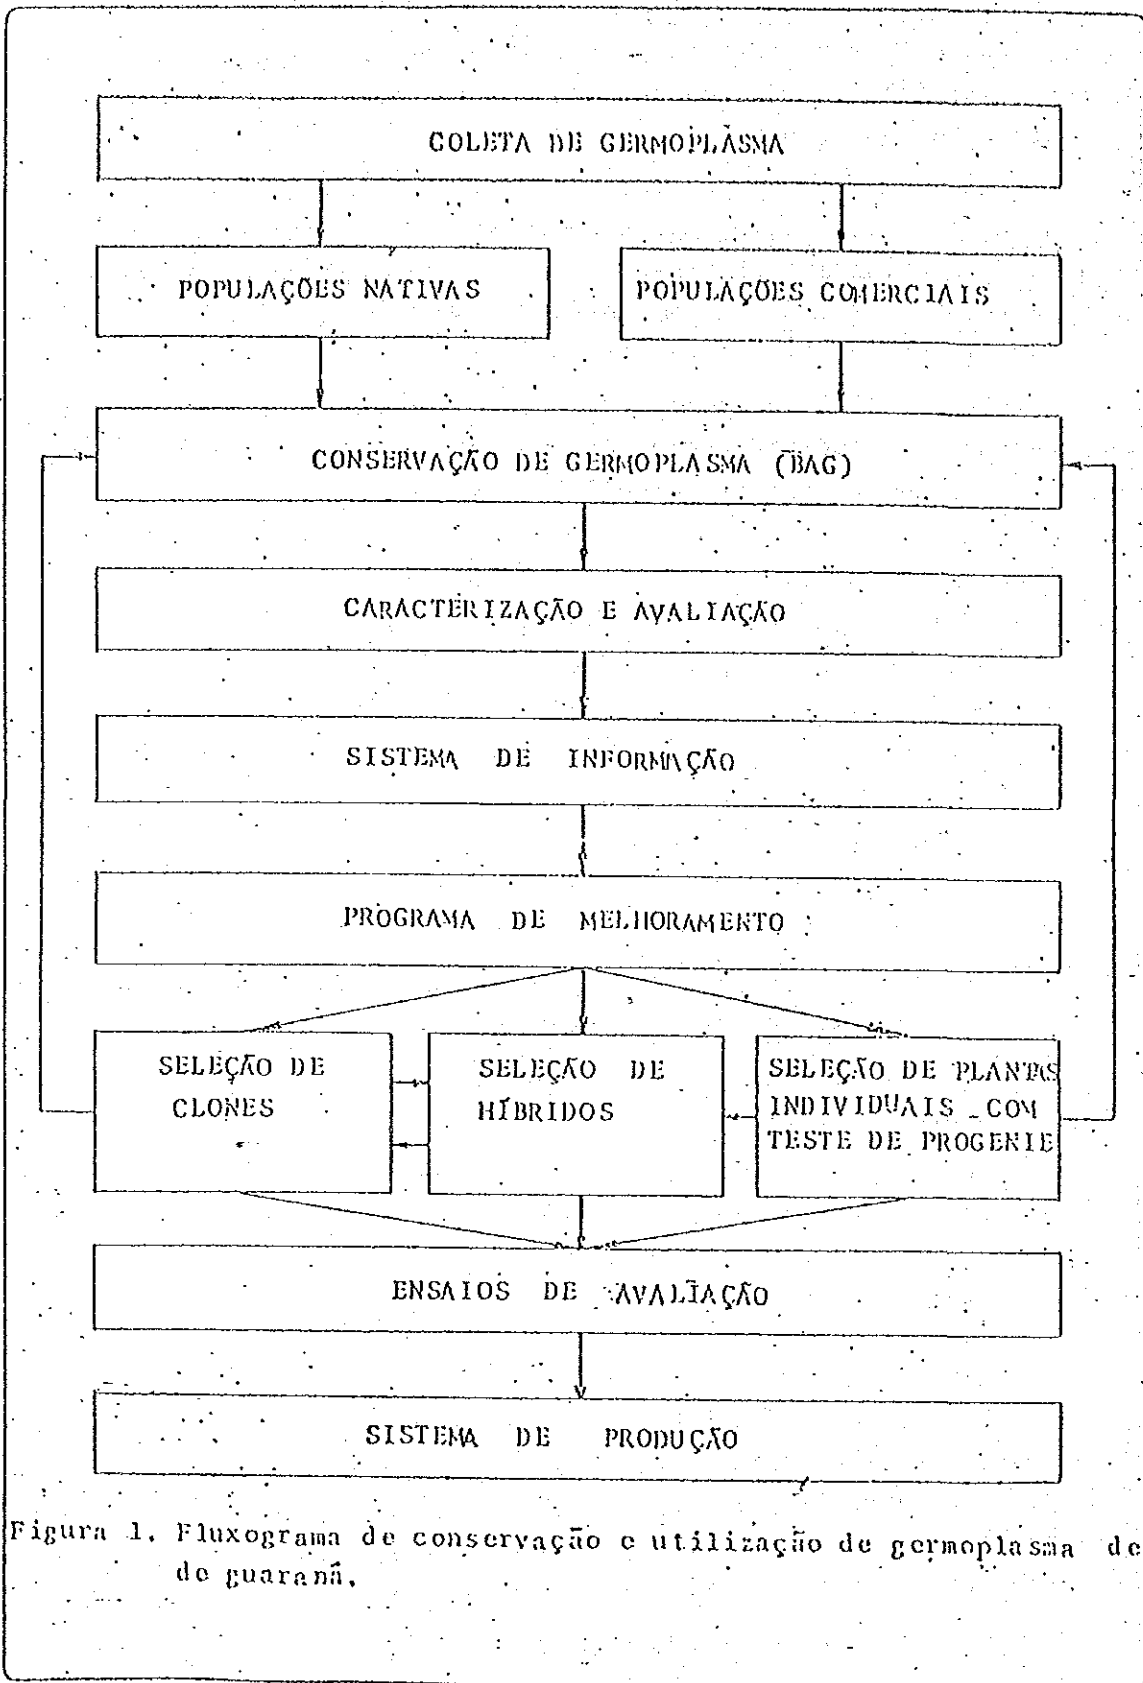 COLETA DE GERMOPLASMA
POPULAÇÕES NATIVAS
POPULAÇÕES COMERCIAIS
CONSERVAÇÃO DE GERMOPLASMA (BAG)
CARACTERIZAÇÃO E AVALIAÇÃO
SISTEMA DE INFORMAÇÃO
PROGRAMA DE MELHORAMENTO
SELEÇÃO DE
CLONES
SELEÇÃO DE
HÍBRIDOS
SELEÇÃO DE PLANTAS
INDIVIDUAIS COM
TESTE DE PROGENIE
ENSAIOS DE AVALIAÇÃO
SISTEMA DE PRODUÇÃO
Figura 1. Fluxograma de conservação e utilização de germoplasma de
de guaraná.